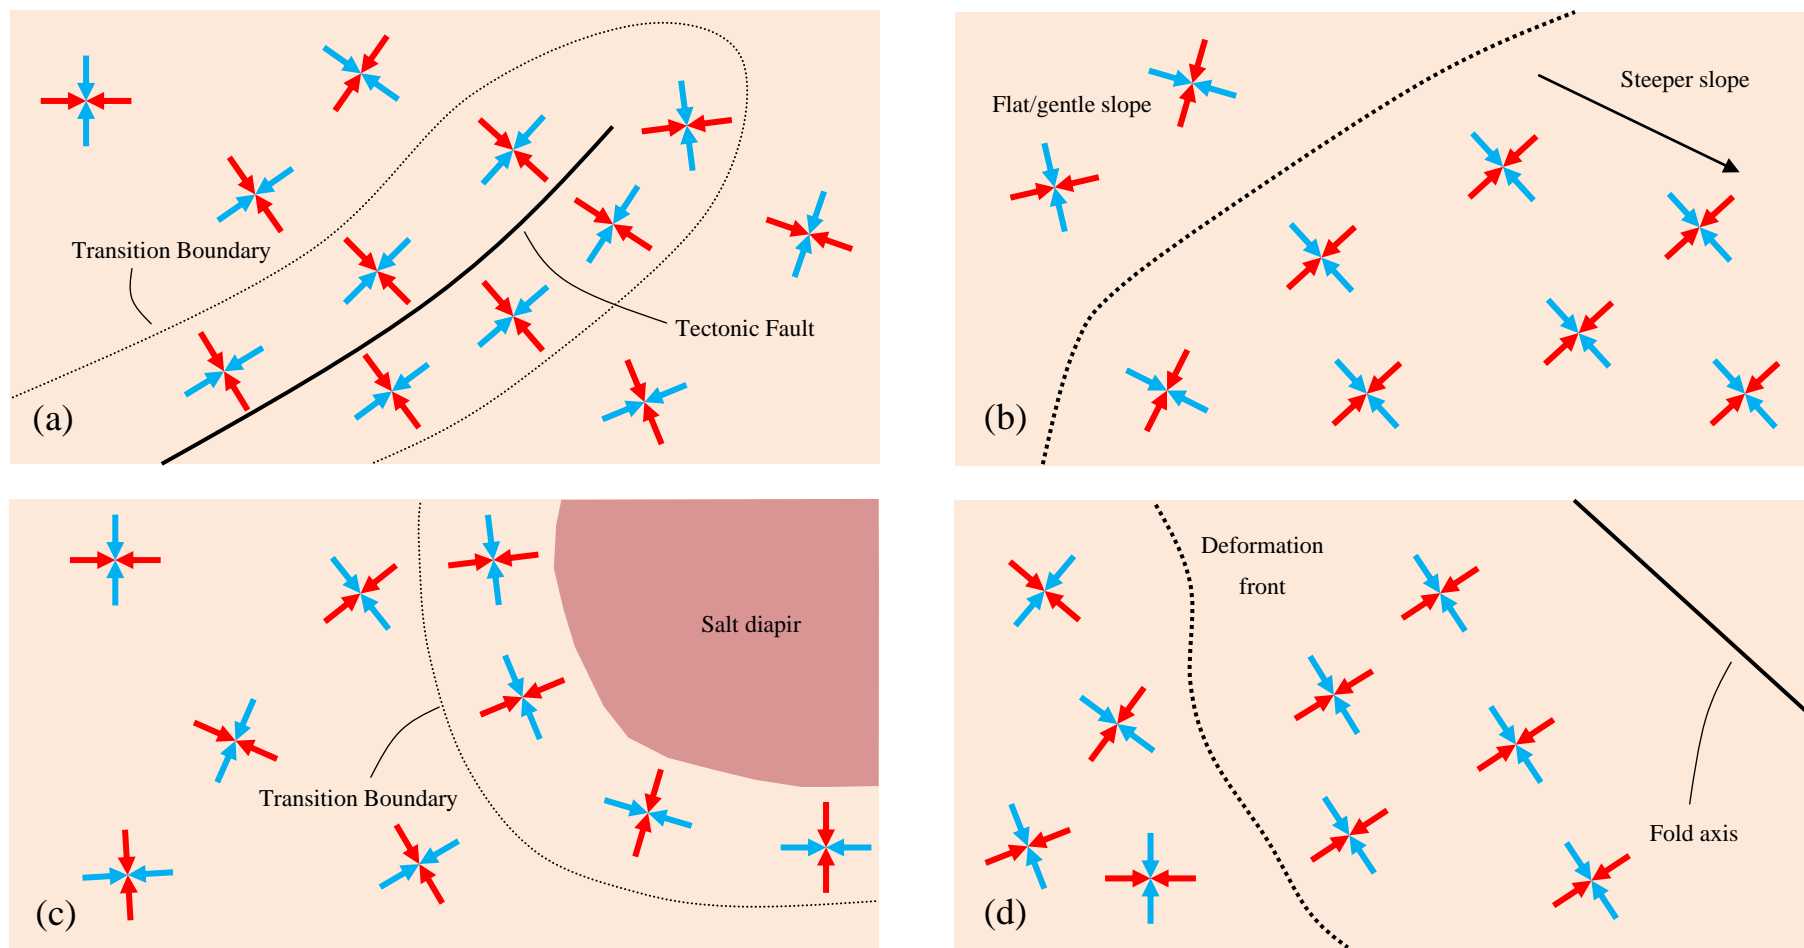 Transition Boundary
Tectonic Fault
(a)
Flat/gentle slope
Steeper slope
(b)
Salt diapir
Transition Boundary
(c)
Deformation
front
Fold axis
(d)